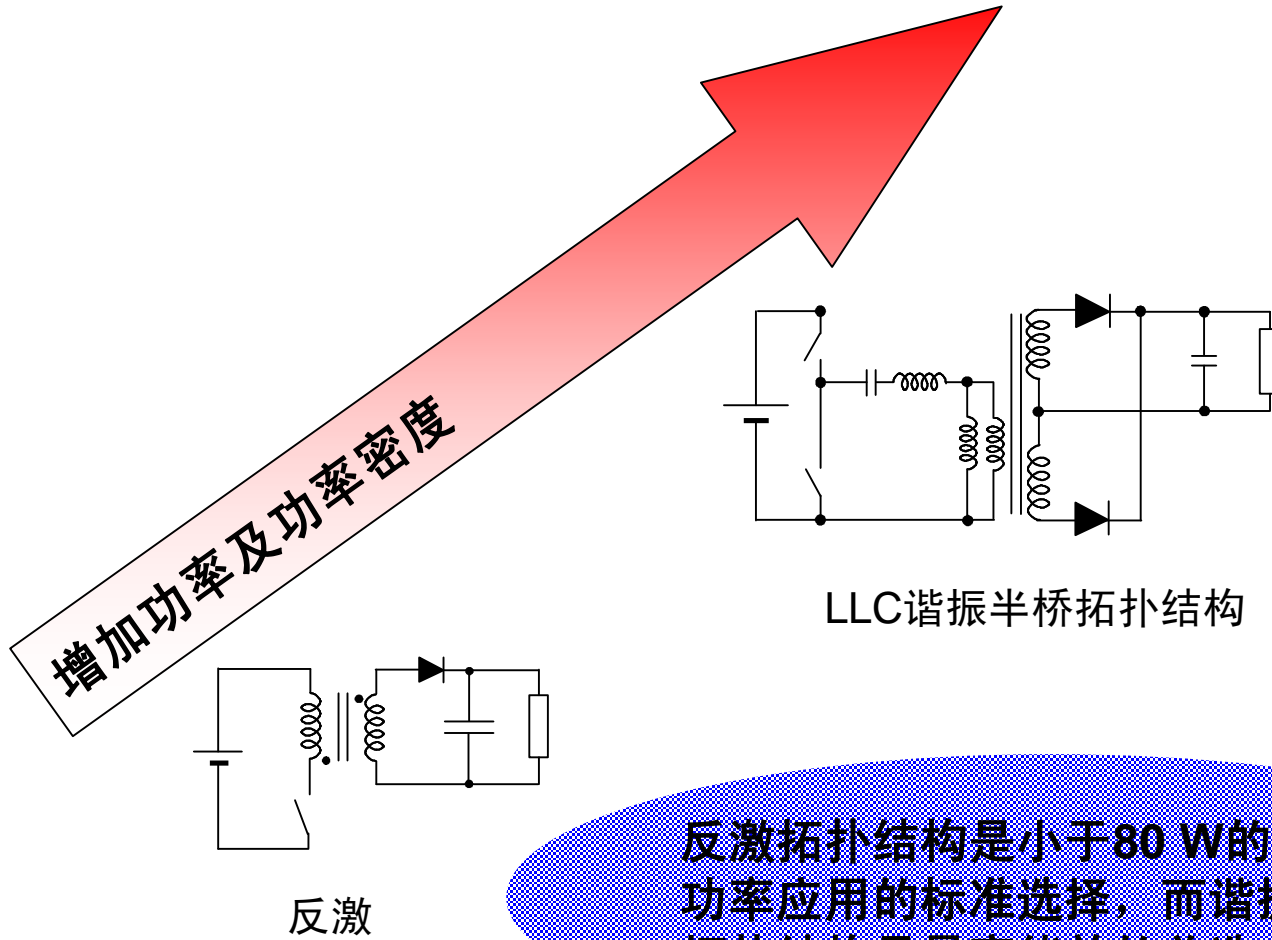 增加功率及功率密度
LLC谐振半桥拓扑结构
反激
反激拓扑结构是小于80 W的
功率应用的标准选择，而谐振